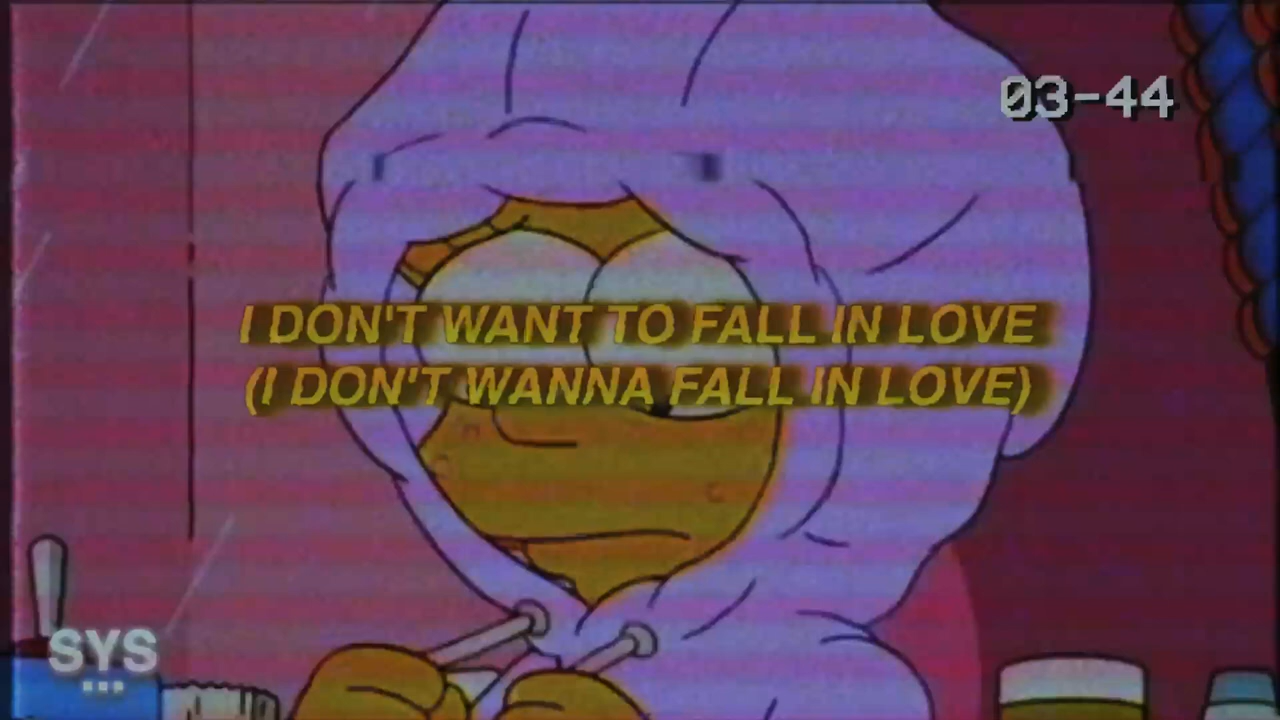 03-44
I DON'T WANT TO FALL IN LOVE
(I DON'T WANNA FALL IN LOVE)
SYS